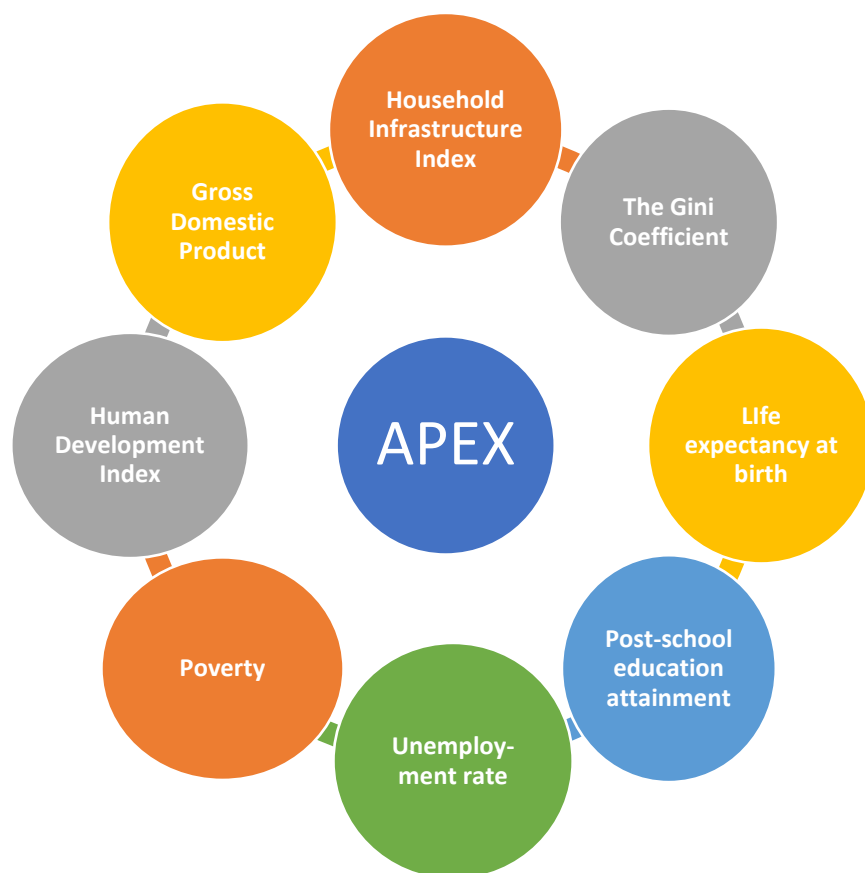 Household
Infrastructure
Index
The Gini
Coefficient
LIfe
expectancy at
birth
Post-school
education
attainment
Unemploy-
ment rate
Poverty
Human
Development
Index
Gross
Domestic
Product
APEX